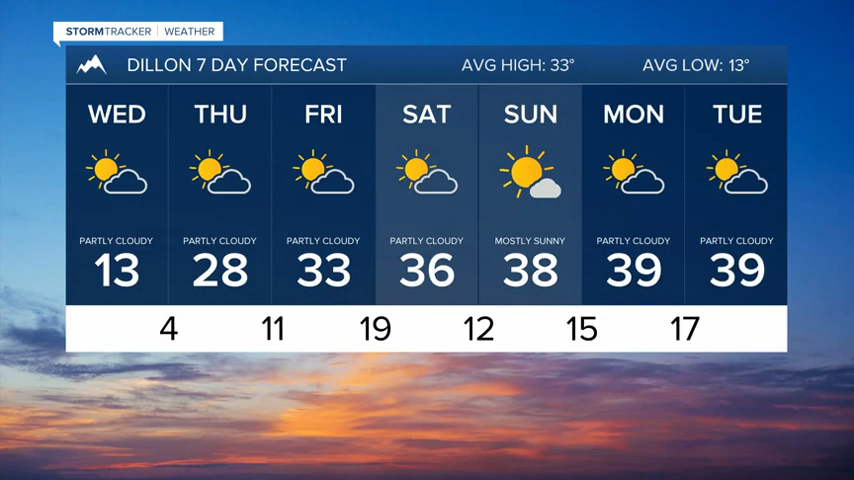 STORMTRACKER | WEATHER
DILLON 7 DAY FORECAST AVG HIGH: 33° AVG LOW: 13°
WED THU FRI SAT SUN MON TUE
PARTLY CLOUDY PARTLY CLOUDY PARTLY CLOUDY PARTLY CLOUDY MOSTLY SUNNY PARTLY CLOUDY PARTLY CLOUDY
13 28 33 36 38 39 39
4 11 19 12 15 17